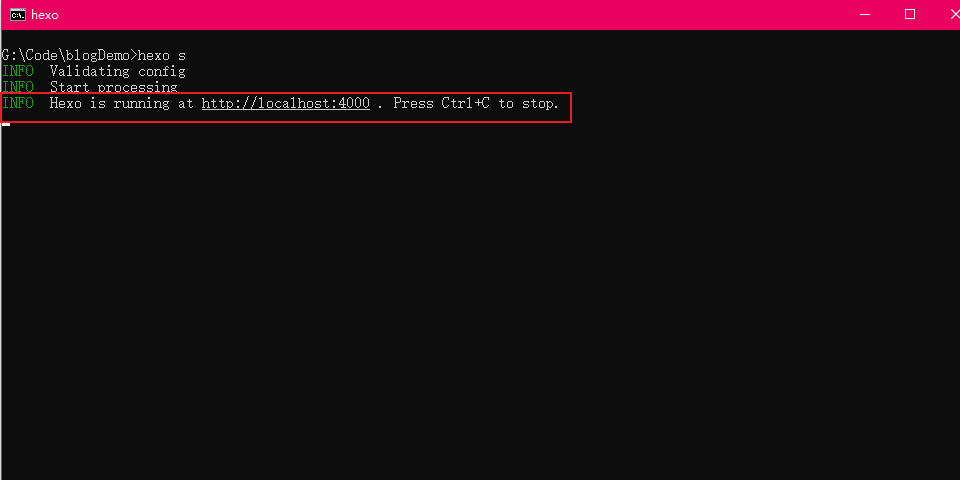 hexo
G:\Code\blogDemo>hexo s
INFO  Validating config
INFO  Start processing
INFO  Hexo is running at http://localhost:4000 . Press Ctrl+C to stop.